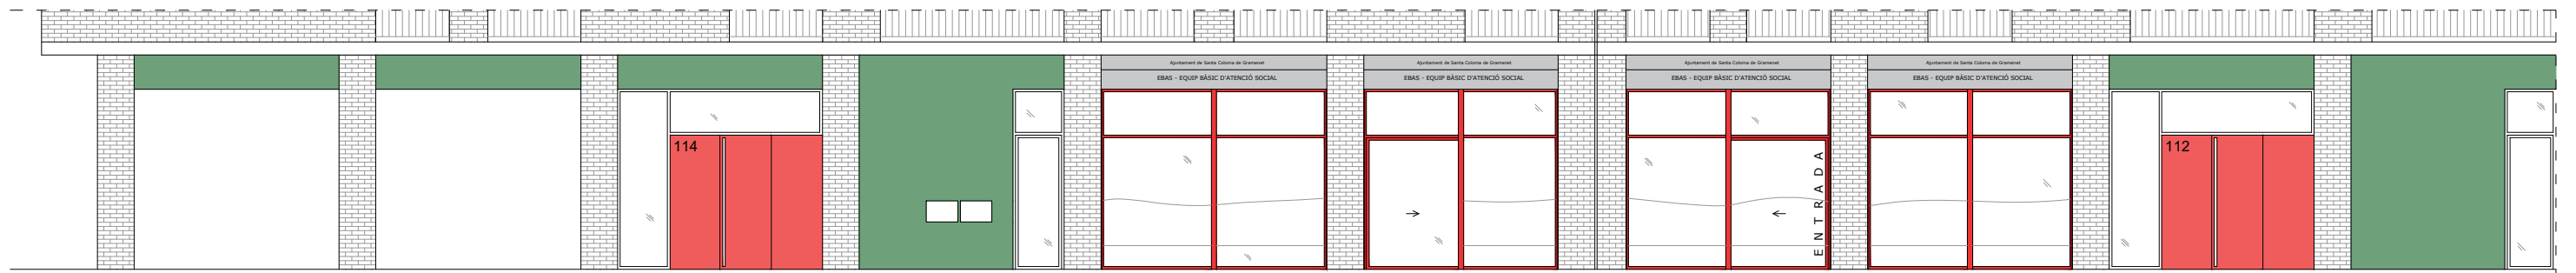 Ajuntament de Santa Coloma de Gramenet
EBAS - EQUIP BÀSIC D'ATENCIÓ SOCIAL
Ajuntament de Santa Coloma de Gramenet
EBAS - EQUIP BÀSIC D'ATENCIÓ SOCIAL
Ajuntament de Santa Coloma de Gramenet
EBAS - EQUIP BÀSIC D'ATENCIÓ SOCIAL
Ajuntament de Santa Coloma de Gramenet
EBAS - EQUIP BÀSIC D'ATENCIÓ SOCIAL
114
ENTRADA
112